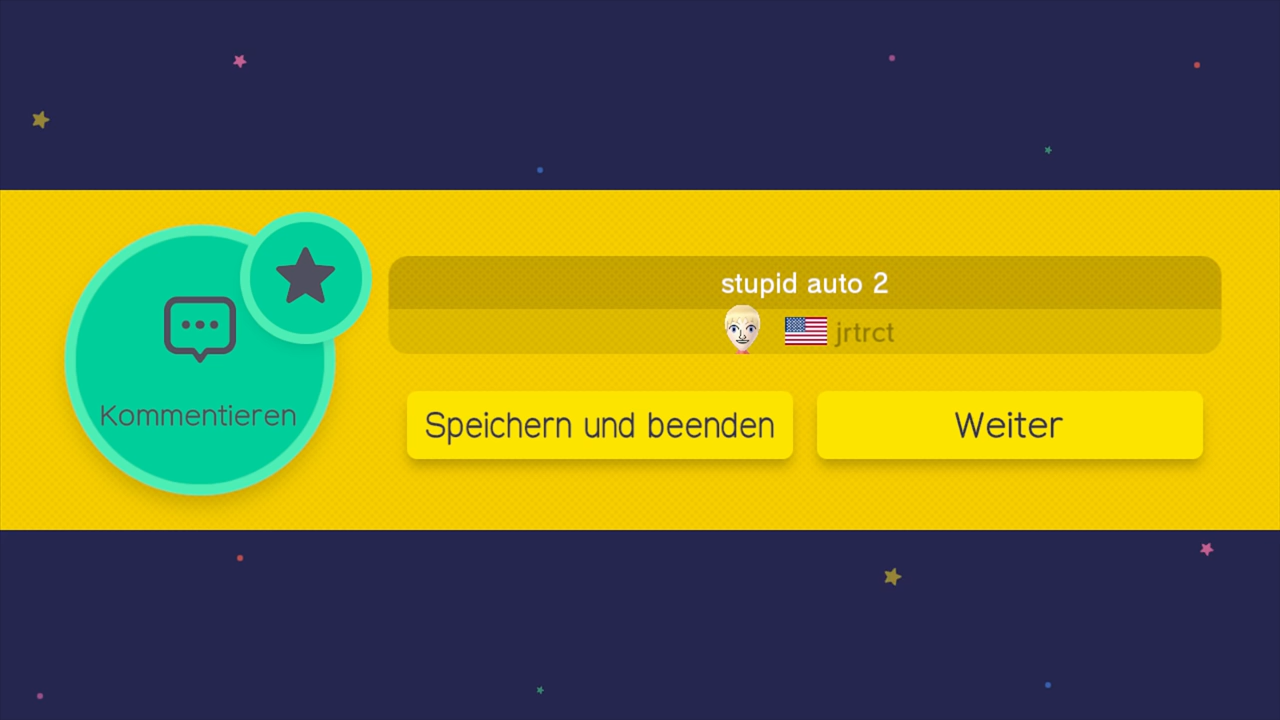 stupid auto 2
jrtrct
Kommentieren
Speichern und beenden
Weiter